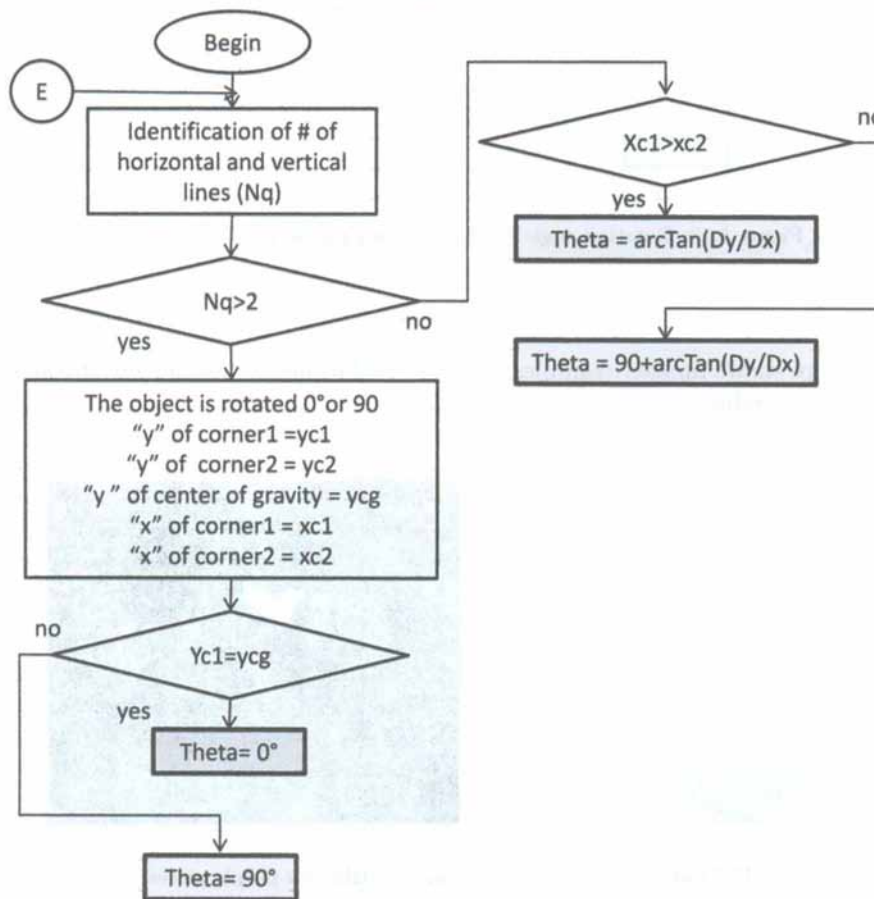 Begin
E
Identification of # of
horizontal and vertical
lines (Nq)
Nq>2
yes
no
The object is rotated 0°or 90
“y” of corner1 =yc1
“y” of corner2 = yc2
“y ” of center of gravity = ycg
“x” of corner1 = xc1
“x” of corner2 = xc2
Yc1=ycg
no
yes
Theta= 0°
Theta= 90°
Xc1>xc2
no
yes
Theta = arcTan(Dy/Dx)
Theta = 90+arcTan(Dy/Dx)